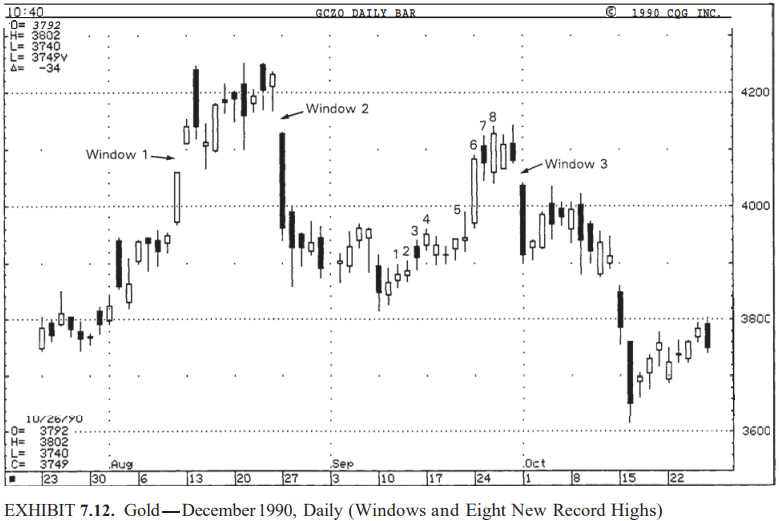 10:40 GCZO DAILY BAR © 1990 CQG INC.
O= 3792
H= 3802
L= 3740
L= 3749v
Δ= -34
4200
Window 2
Window 1
8
7
6
Window 3
4000
5
4
3
1 2
3800
10/26/90
O= 3792
H= 3802
L= 3740
C= 3749
3600
Aug Sep Oct
23 30 6 13 20 27 3 10 17 24 1 8 15 22
EXHIBIT 7.12. Gold—December 1990, Daily (Windows and Eight New Record Highs)